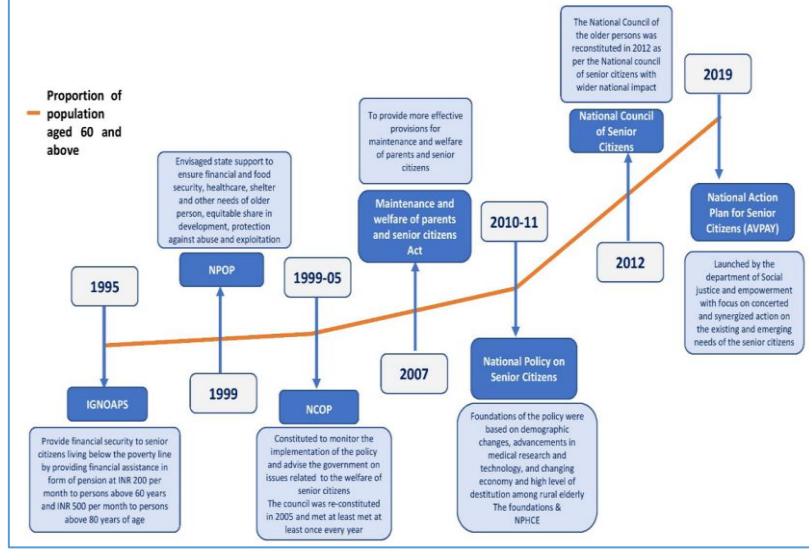 Proportion of
population
aged 60 and
above
1995
IGNOAPS
Provide financial security to senior
citizens living below the poverty line
by providing financial assistance in
form of pension at INR 200 per
month to persons above 60 years
and INR 500 per month to persons
above 80 years of age
Envisaged state support to
ensure financial and food
security, healthcare, shelter
and other needs of older
person, equitable share in
development, protection
against abuse and exploitation
NPOP
1999
1999-05
NCOP
Constituted to monitor the
implementation of the policy
and advise the government on
issues related to the welfare of
senior citizens
The council was re-constituted
in 2005 and met at least met at
least once every year
To provide more effective
provisions for
maintenance and welfare
of parents and senior
citizens
Maintenance and
welfare of parents
and senior citizens
Act
2007
2010-11
National Policy on
Senior Citizens
Foundations of the policy were
based on demographic
changes, advancements in
medical research and
technology, and changing
economy and high level of
destitution among rural elderly
The foundations &
NPHCE
The National Council of
the older persons was
reconstituted in 2012 as
per the National council
of senior citizens with
wider national impact
National Council
of Senior
Citizens
2012
2019
National Action
Plan for Senior
Citizens (AVPAY)
Launched by the
department of Social
justice and empowerment
with focus on concerted
and synergized action on
the existing and emerging
needs of the senior citizens